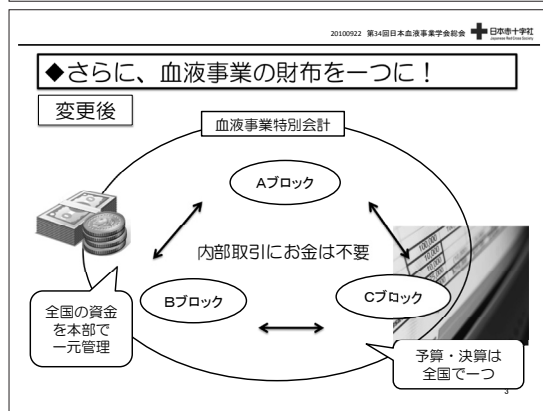 20100922 第34回日本血液事業学会総会 日本赤十字社
Japanese Red Cross Society
◆さらに、血液事業の財布を一つに！
変更後
血液事業特別会計
Aブロック
内部取引にお金は不要
Bブロック
Cブロック
全国の資金
を本部で
一元管理
予算・決算は
全国で一つ
3